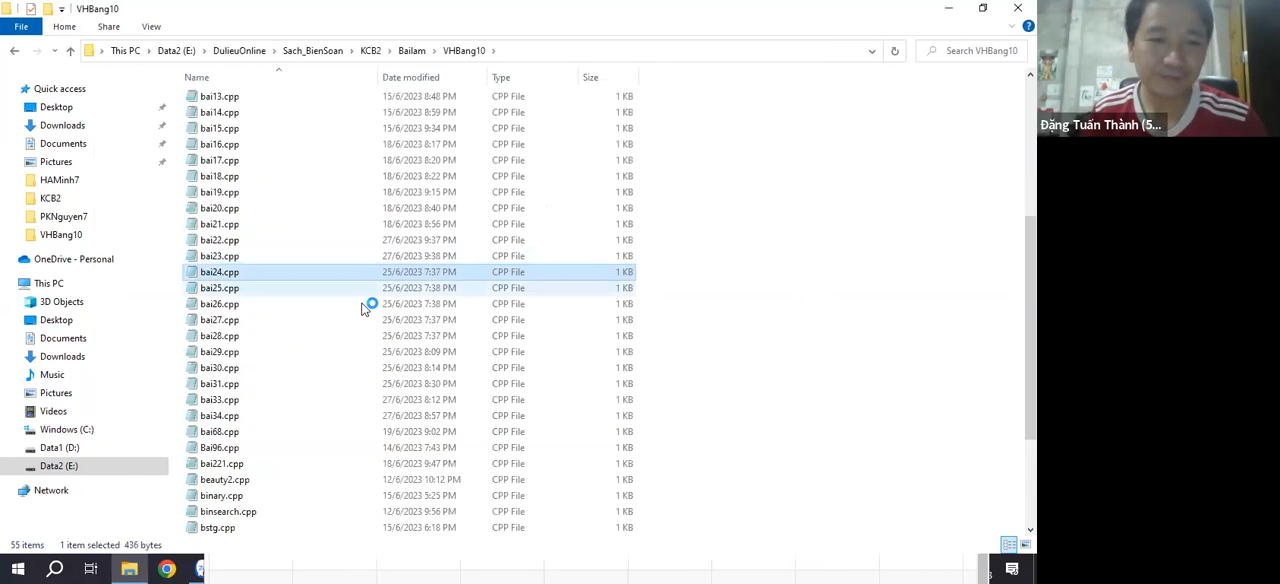 VHBang10
File
Home
Share
View
This PC
Data2 (E:)
DulieuOnline
Sach_BienSoan
KCB2
Bailam
VHBang10
Search VHBang10
Name
Date modified
Type
Size
Quick access
Desktop
Downloads
Documents
Pictures
HAMinh7
KCB2
PKNguyen7
VHBang10
OneDrive - Personal
This PC
3D Objects
Desktop
Documents
Downloads
Music
Pictures
Videos
Windows (C:)
Data1 (D:)
Data2 (E:)
Network
bai13.cpp 15/6/2023 8:48 PM CPP File 1 KB
bai14.cpp 15/6/2023 8:59 PM CPP File 1 KB
bai15.cpp 15/6/2023 9:34 PM CPP File 1 KB
bai16.cpp 18/6/2023 8:17 PM CPP File 1 KB
bai17.cpp 18/6/2023 8:20 PM CPP File 1 KB
bai18.cpp 18/6/2023 8:22 PM CPP File 1 KB
bai19.cpp 18/6/2023 9:15 PM CPP File 1 KB
bai20.cpp 18/6/2023 8:40 PM CPP File 1 KB
bai21.cpp 18/6/2023 8:56 PM CPP File 1 KB
bai22.cpp 27/6/2023 9:37 PM CPP File 1 KB
bai23.cpp 27/6/2023 9:38 PM CPP File 1 KB
bai24.cpp 25/6/2023 7:37 PM CPP File 1 KB
bai25.cpp 25/6/2023 7:38 PM CPP File 1 KB
bai26.cpp 25/6/2023 7:38 PM CPP File 1 KB
bai27.cpp 25/6/2023 7:37 PM CPP File 1 KB
bai28.cpp 25/6/2023 7:37 PM CPP File 1 KB
bai29.cpp 25/6/2023 8:09 PM CPP File 1 KB
bai30.cpp 25/6/2023 8:14 PM CPP File 1 KB
bai31.cpp 25/6/2023 8:30 PM CPP File 1 KB
bai33.cpp 27/6/2023 8:12 PM CPP File 1 KB
bai34.cpp 27/6/2023 8:57 PM CPP File 1 KB
bai68.cpp 19/6/2023 9:02 PM CPP File 1 KB
Bai96.cpp 14/6/2023 7:43 PM CPP File 1 KB
bai221.cpp 18/6/2023 9:47 PM CPP File 1 KB
beauty2.cpp 12/6/2023 10:12 PM CPP File 1 KB
binary.cpp 15/6/2023 5:25 PM CPP File 1 KB
binsearch.cpp 12/6/2023 9:56 PM CPP File 1 KB
bstg.cpp 15/6/2023 6:18 PM CPP File 1 KB
55 items
1 item selected 436 bytes
Đặng Tuấn Thành (5...